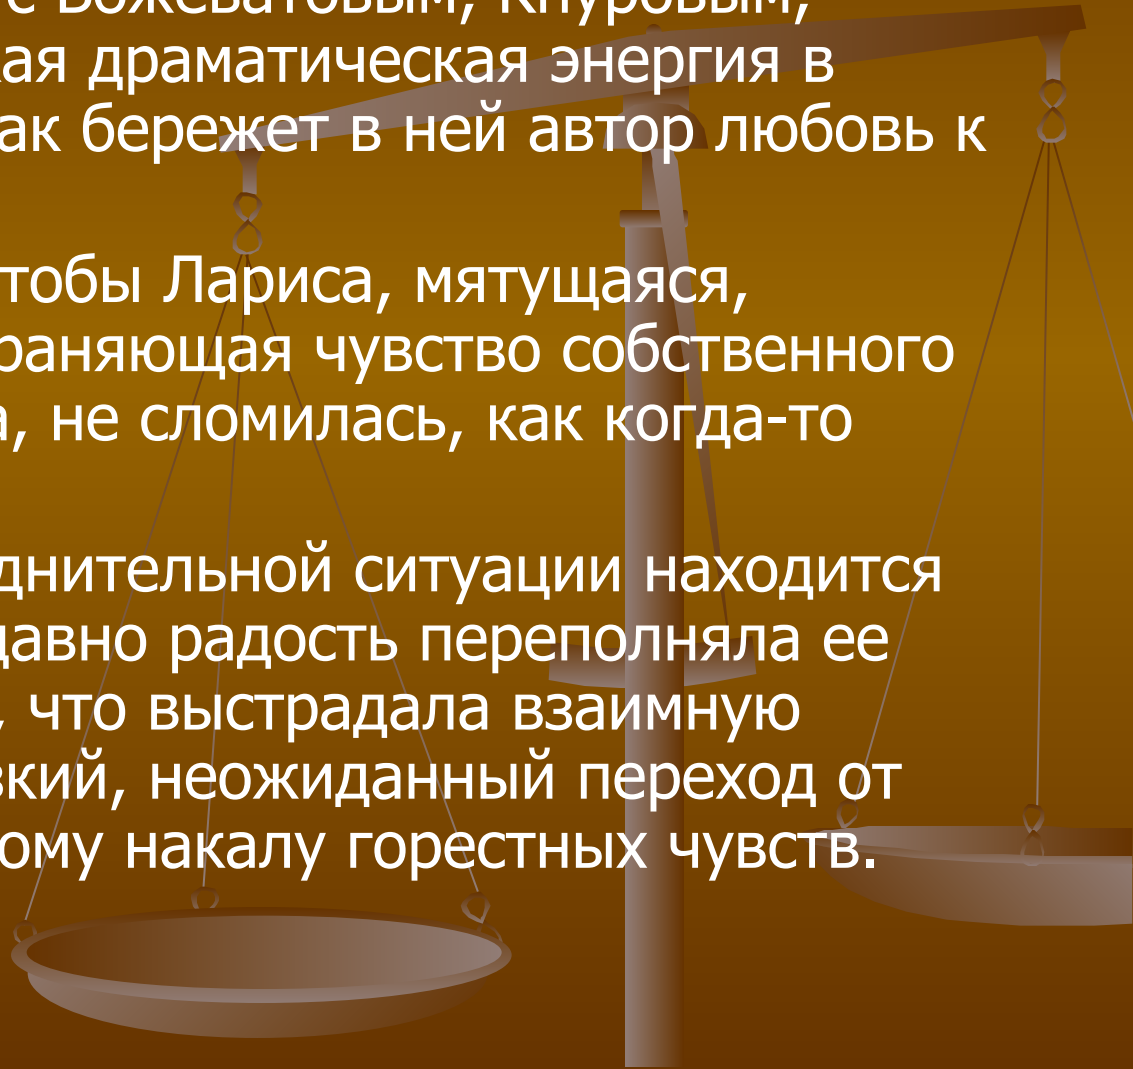 с Вожеватовым, Кнуровым,
ая драматическая энергия в
ак бережет в ней автор любовь к
тобы Лариса, мятущаяся,
раняющая чувство собственного
а, не сломилась, как когда-то
днительной ситуации находится
давно радость переполняла ее
, что выстрадала взаимную
зкий, неожиданный переход от
ому накалу горестных чувств.